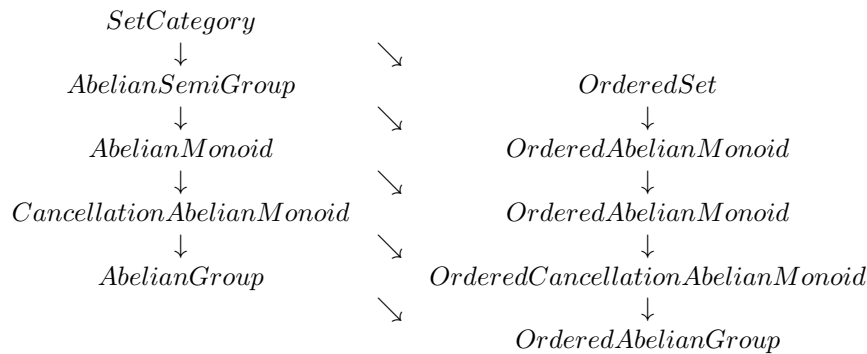 SetCategory
↓ ↘
AbelianSemiGroup OrderedSet
↓ ↘ ↓
AbelianMonoid OrderedAbelianMonoid
↓ ↘ ↓
CancellationAbelianMonoid OrderedAbelianMonoid
↓ ↘ ↓
AbelianGroup OrderedCancellationAbelianMonoid
↘ ↓
OrderedAbelianGroup